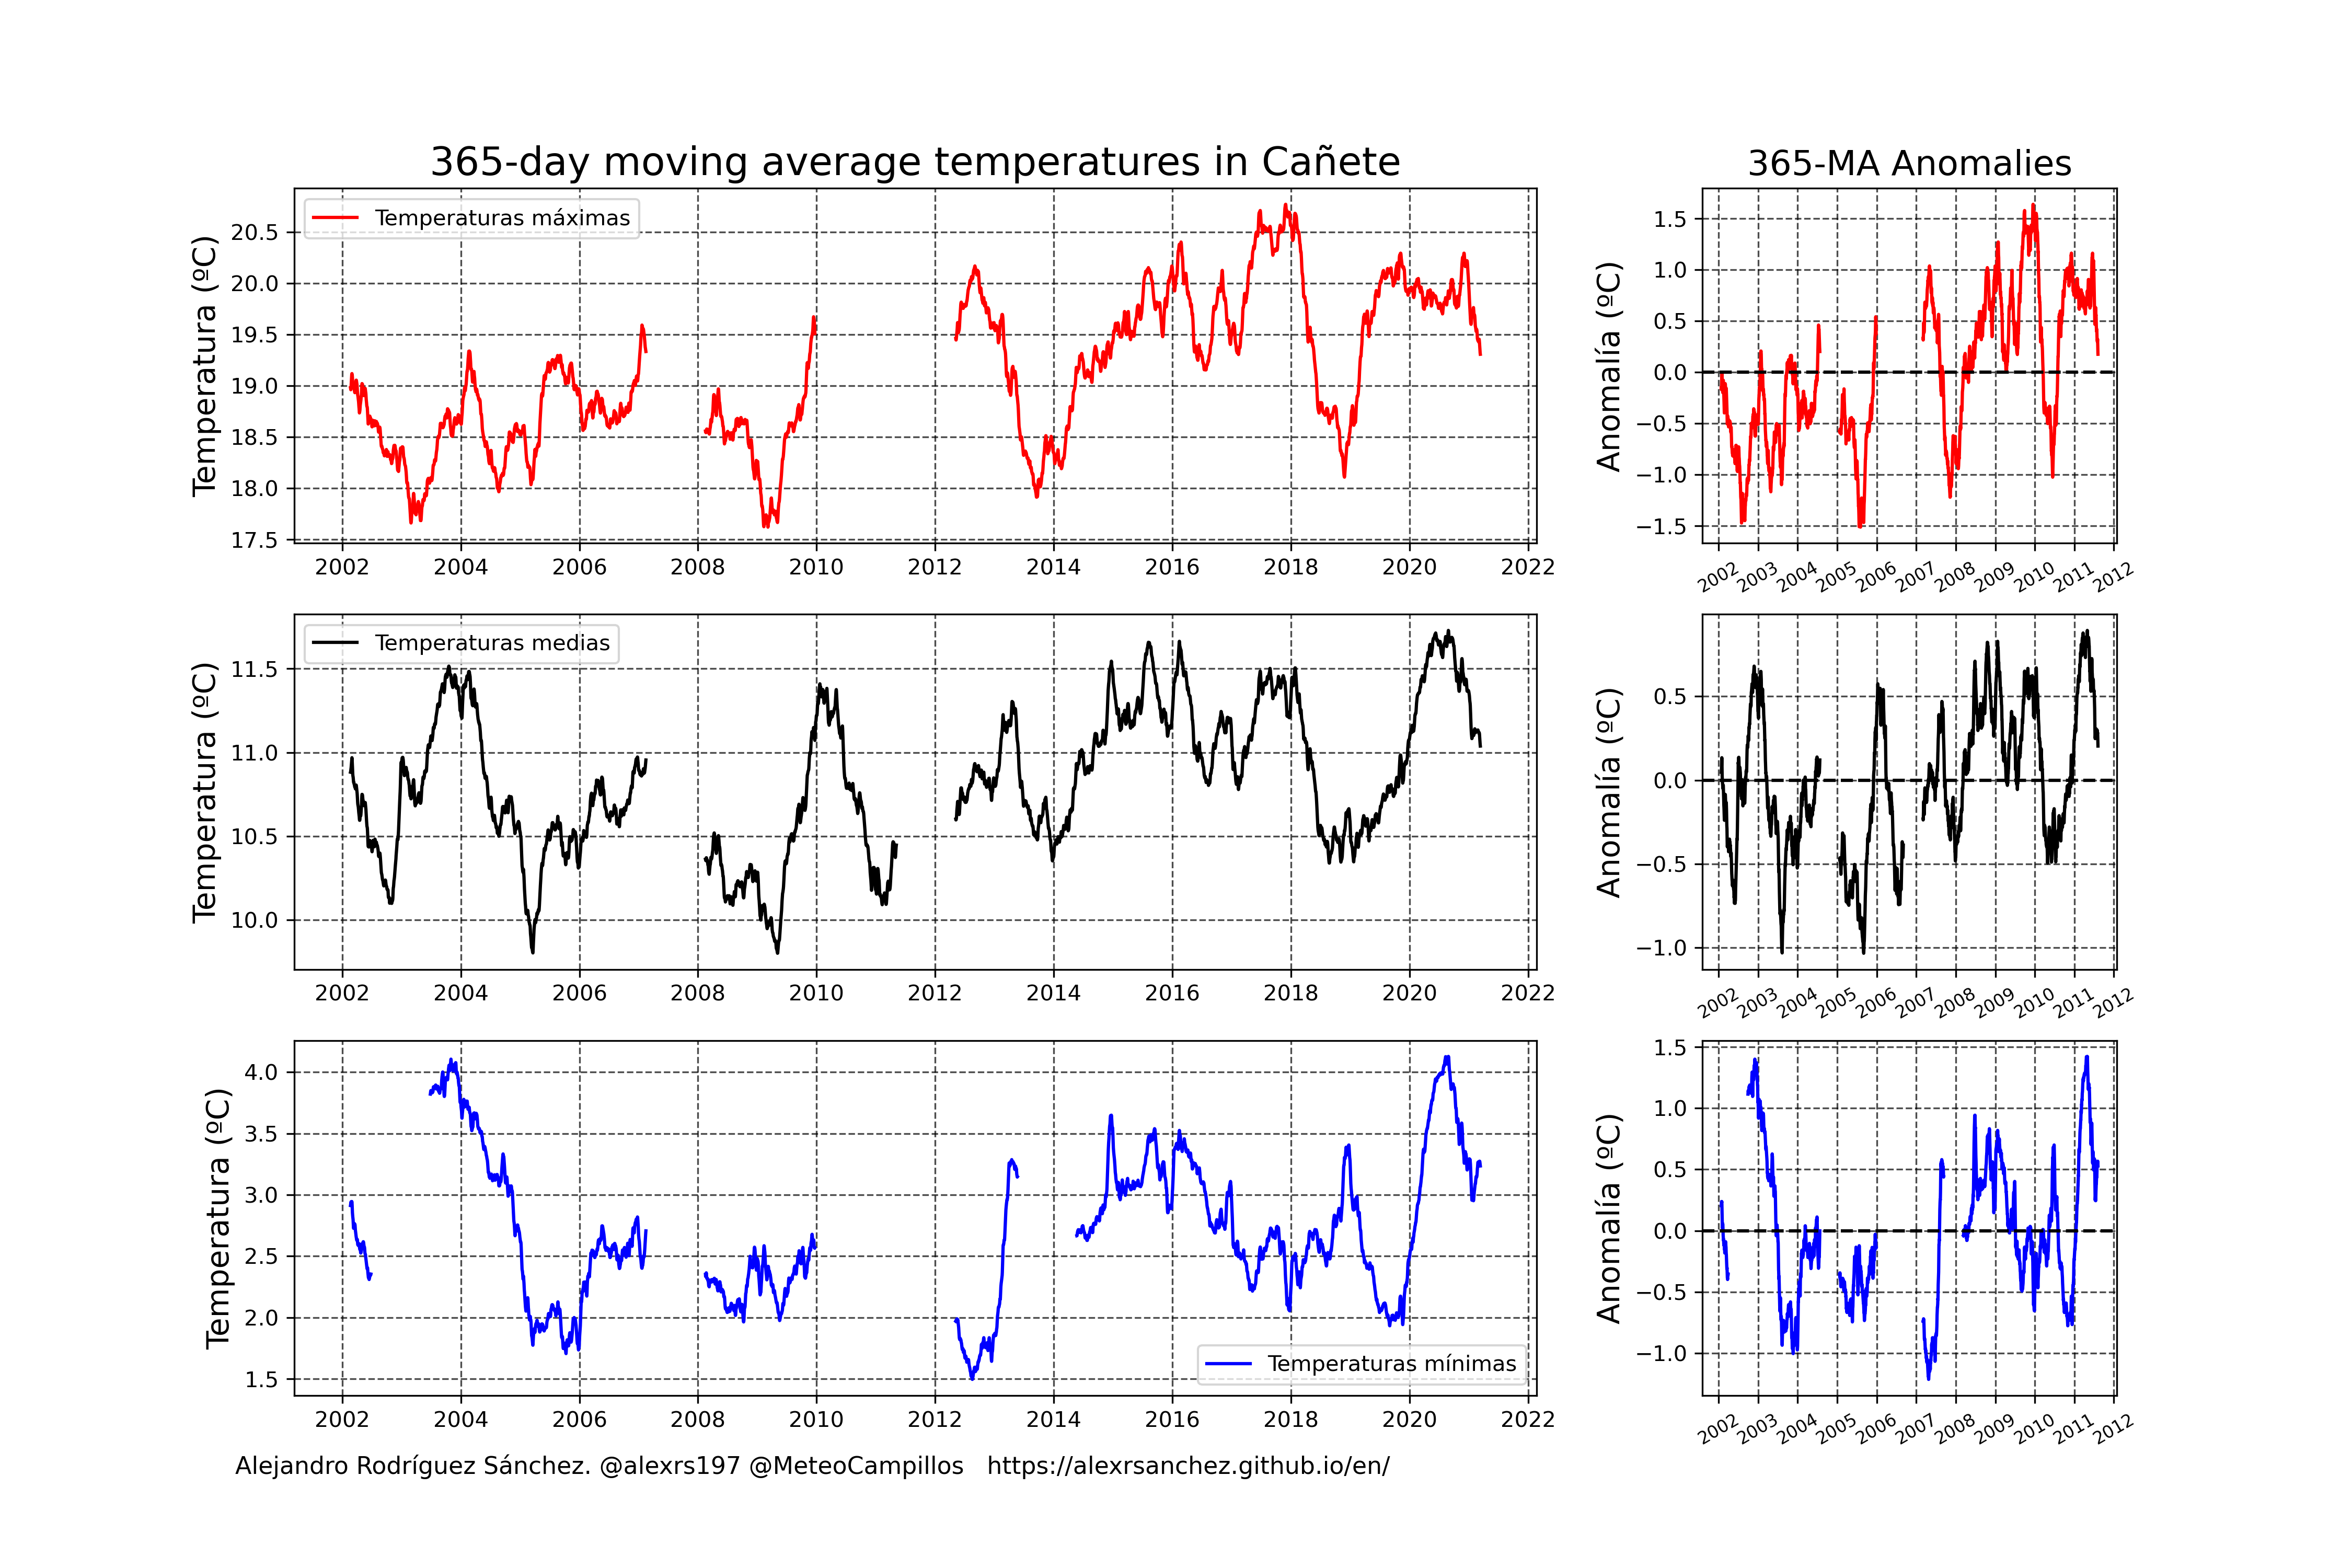 365-day moving average temperatures in Cañete
Temperatura (ºC)
20.5
20.0
19.5
19.0
18.5
18.0
17.5
Temperaturas máximas
2002 2004 2006 2008 2010 2012 2014 2016 2018 2020 2022
365-MA Anomalies
Anomalía (ºC)
1.5
1.0
0.5
0.0
−0.5
−1.0
−1.5
2002 2003 2004 2005 2006 2007 2008 2009 2010 2011 2012
Temperatura (ºC)
11.5
11.0
10.5
10.0
Temperaturas medias
2002 2004 2006 2008 2010 2012 2014 2016 2018 2020 2022
Anomalía (ºC)
0.5
0.0
−0.5
−1.0
2002 2003 2004 2005 2006 2007 2008 2009 2010 2011 2012
Temperatura (ºC)
4.0
3.5
3.0
2.5
2.0
1.5
Temperaturas mínimas
2002 2004 2006 2008 2010 2012 2014 2016 2018 2020 2022
Anomalía (ºC)
1.5
1.0
0.5
0.0
−0.5
−1.0
2002 2003 2004 2005 2006 2007 2008 2009 2010 2011 2012
Alejandro Rodríguez Sánchez. @alexrs197 @MeteoCampillos https://alexrsanchez.github.io/en/